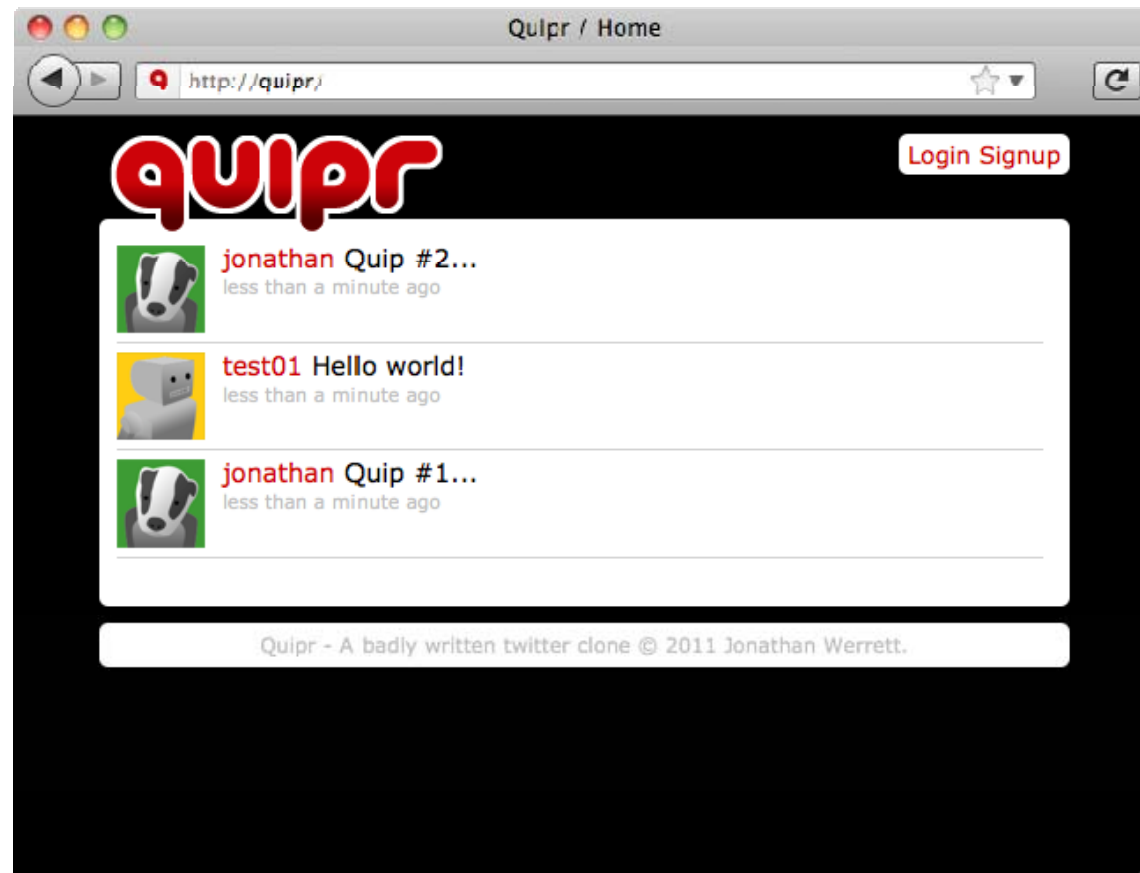 Quipr / Home
q http://quipr/
quipr
Login Signup
jonathan Quip #2...
less than a minute ago
test01 Hello world!
less than a minute ago
jonathan Quip #1...
less than a minute ago
Quipr - A badly written twitter clone © 2011 Jonathan Werrett.